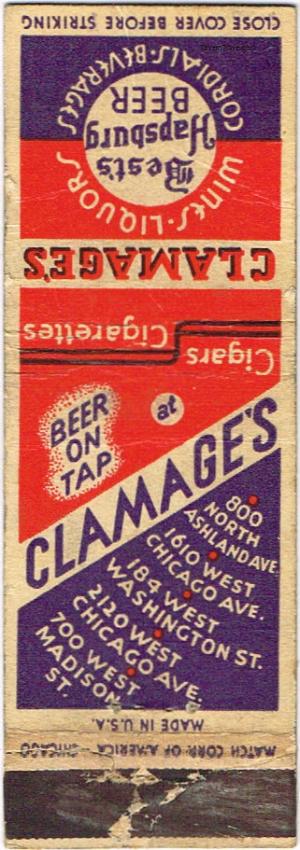 CLOSE COVER BEFORE STRIKING
WINES·LIQUORS
CORDIALS·BEVERAGES
Bests
Hapsburg
BEER
CLAMAGE'S
Cigars
Cigarettes
BEER
ON
TAP
at
CLAMAGE'S
800
NORTH
ASHLAND AVE.
1610 WEST
CHICAGO AVE.
184 WEST
WASHINGTON ST.
2120 WEST
CHICAGO AVE.
700 WEST
MADISON
ST.
MADE IN U.S.A.
MATCH CORP. OF AMERICA - CHICAGO